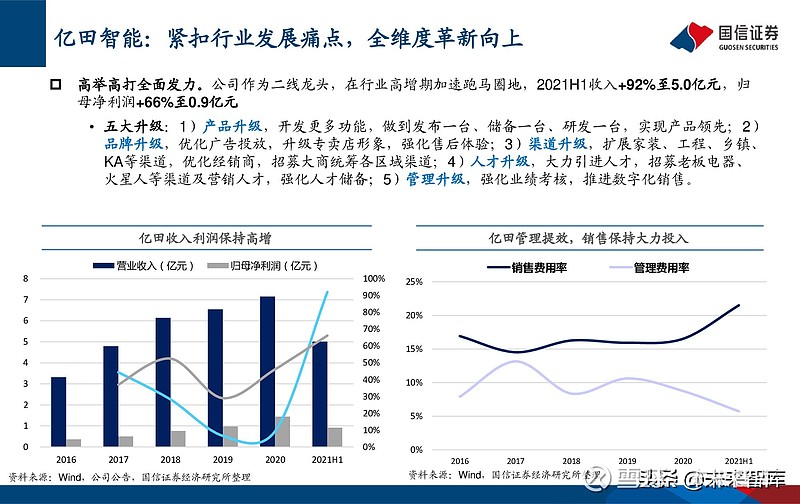 亿田智能：紧扣行业发展痛点，全维度革新向上
国信证券
GUOSEN SECURITIES
高举高打全面发力。公司作为二线龙头，在行业高增期加速跑马圈地，2021H1收入+92%至5.0亿元，归
母净利润+66%至0.9亿元
• 五大升级：1）产品升级，开发更多功能，做到发布一台、储备一台、研发一台，实现产品领先；2）
品牌升级，优化广告投放，升级专卖店形象，强化售后体验；3）渠道升级，扩展家装、工程、乡镇、
KA等渠道，优化经销商，招募大商统筹各区域渠道；4）人才升级，大力引进人才，招募老板电器、
火星人等渠道及营销人才，强化人才储备；5）管理升级，强化业绩考核，推进数字化销售。
亿田收入利润保持高增
营业收入（亿元） 归母净利润（亿元）
8
7
6
5
4
3
2
1
0
100%
90%
80%
70%
60%
50%
40%
30%
20%
10%
0%
2016 2017 2018 2019 2020 2021H1
资料来源：Wind，公司公告，国信证券经济研究所整理
亿田管理提效，销售保持大力投入
销售费用率 管理费用率
25%
20%
15%
10%
5%
0%
2016 2017 2018 2019 2020 2021H1
资料来源：Wind，国信证券经济研究所整理
头条@未来智库